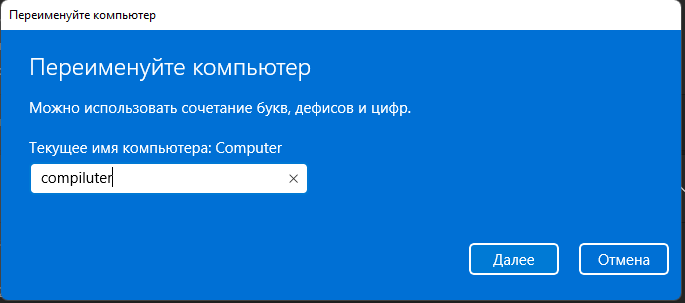 Переименуйте компьютер
Переименуйте компьютер
Можно использовать сочетание букв, дефисов и цифр.
Текущее имя компьютера: Computer
compiluter
Далее
Отмена